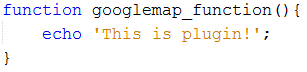 function googlemap_function(){
    echo 'This is plugin!';
}